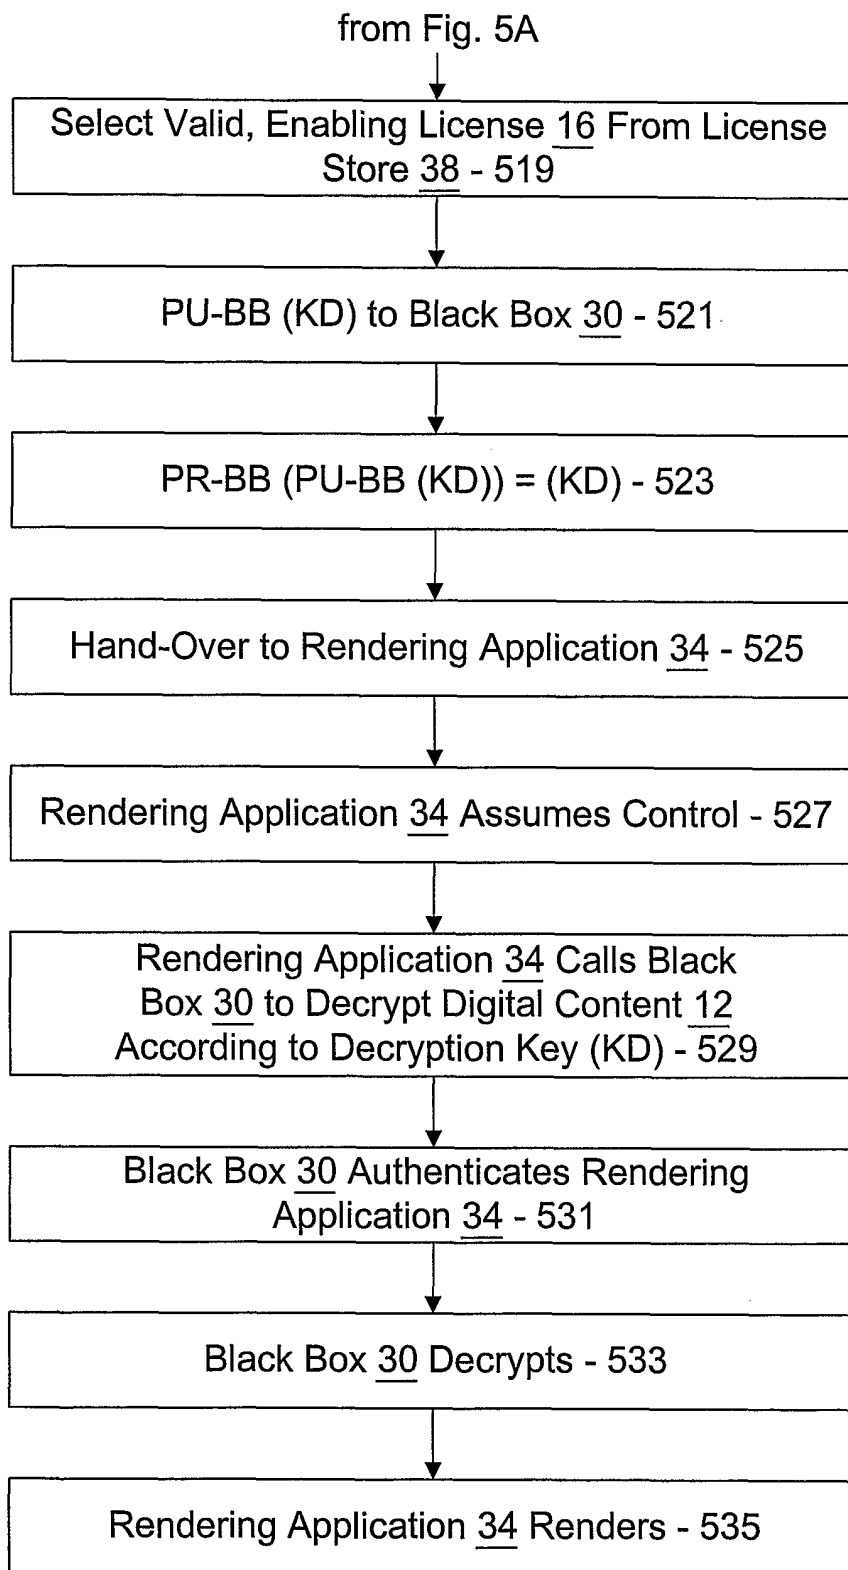 from Fig. 5A
Select Valid, Enabling License 16 From License
Store 38 - 519
PU-BB (KD) to Black Box 30 - 521
PR-BB (PU-BB (KD)) = (KD) - 523
Hand-Over to Rendering Application 34 - 525
Rendering Application 34 Assumes Control - 527
Rendering Application 34 Calls Black
Box 30 to Decrypt Digital Content 12
According to Decryption Key (KD) - 529
Black Box 30 Authenticates Rendering
Application 34 - 531
Black Box 30 Decrypts - 533
Rendering Application 34 Renders - 535